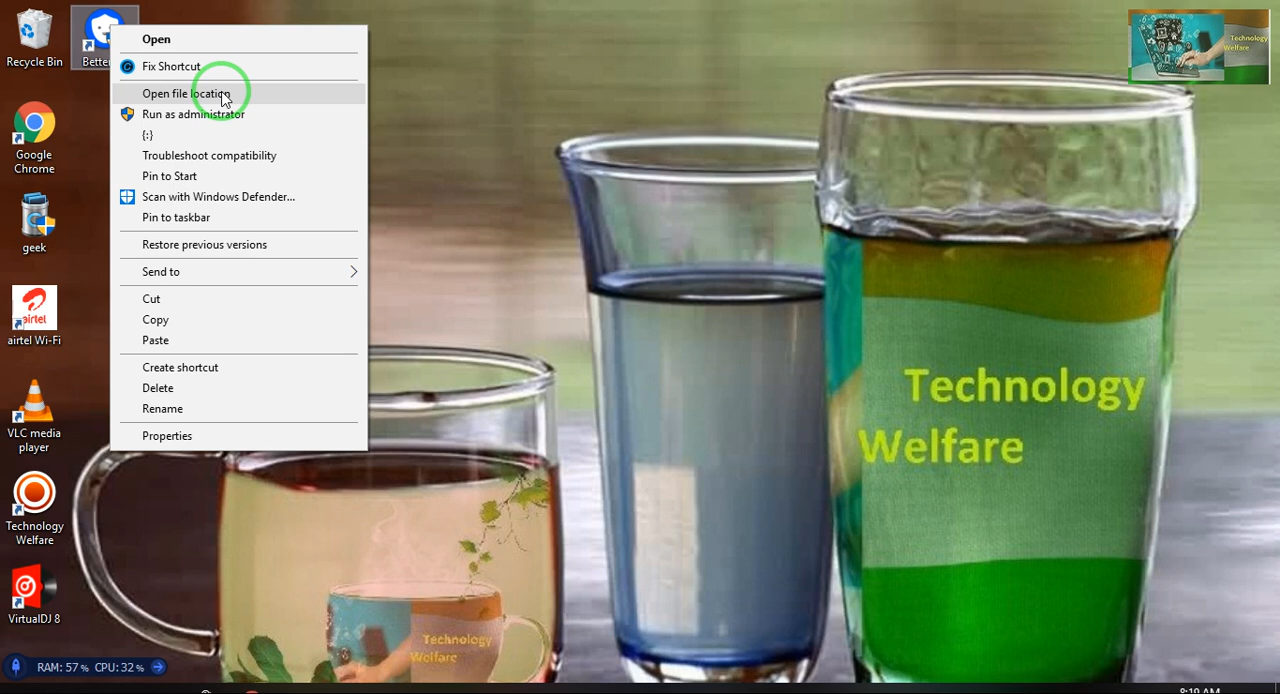 Recycle Bin
Better
Google
Chrome
geek
airtel
airtel Wi-Fi
VLC media
player
Technology
Welfare
VirtualDJ 8
Open
Fix Shortcut
Open file location
Run as administrator
{;}
Troubleshoot compatibility
Pin to Start
Scan with Windows Defender...
Pin to taskbar
Restore previous versions
Send to
Cut
Copy
Paste
Create shortcut
Delete
Rename
Properties
Technology
Welfare
Technology
Welfare
Technology
Welfare
RAM: 57 % CPU: 32 %
8:19 AM